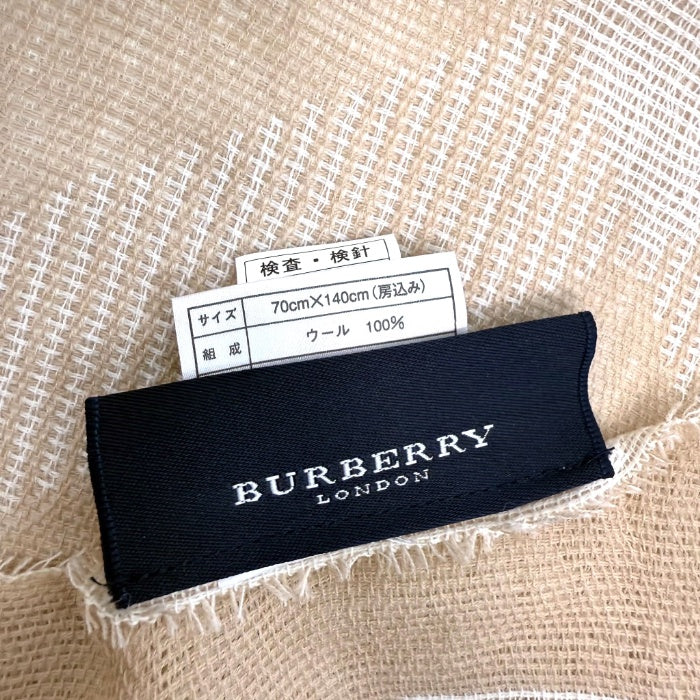 検査・検針
サイズ 70cm×140cm(房込み)
組成 ウール 100%
BURBERRY
LONDON